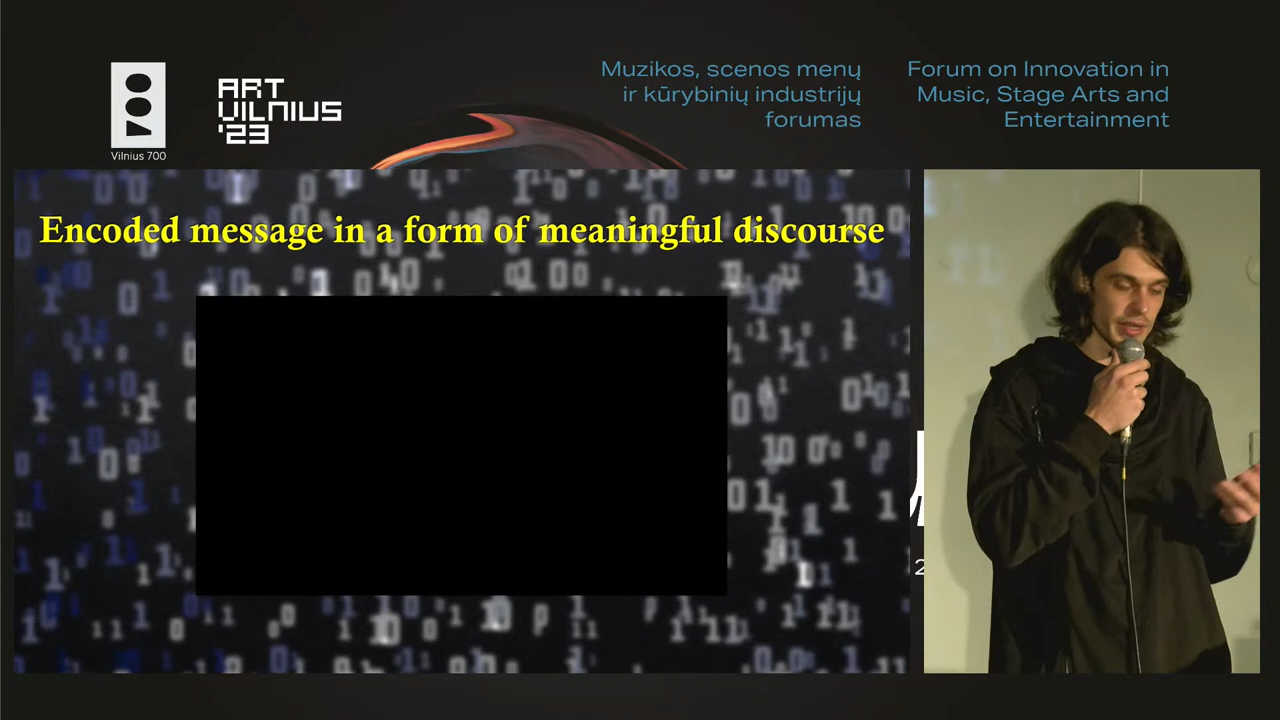 Vilnius 700
ART
VILNIUS
'23
Muzikos, scenos menų
ir kūrybinių industrijų
forumas
Forum on Innovation in
Music, Stage Arts and
Entertainment
Encoded message in a form of meaningful discourse
2